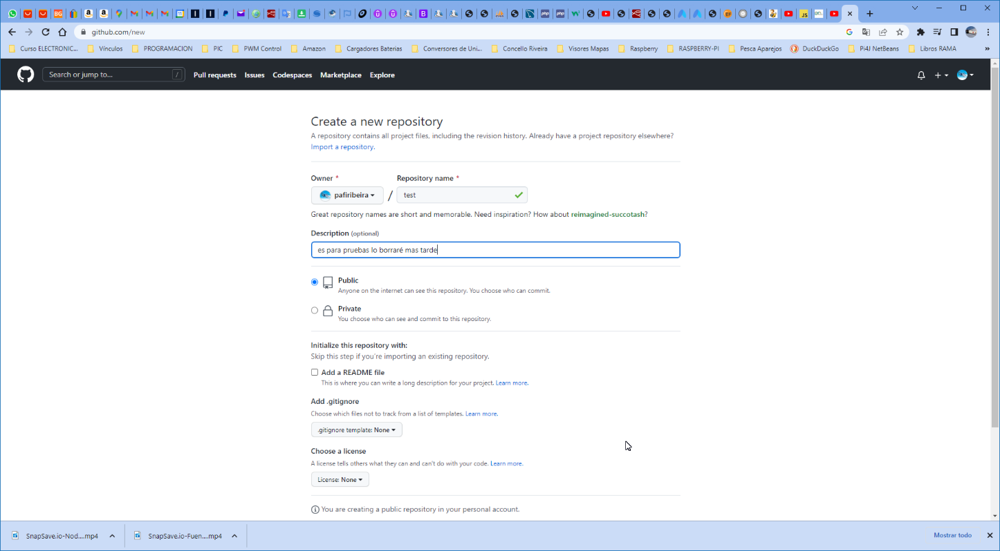 github.com/new
Curso ELECTRONIC...
Vínculos
PROGRAMACION
PIC
PWM Control
Amazon
Cargadores Baterias
Conversores de Uni...
Concello Riveira
Visores Mapas
Raspberry
RASPBERRY-PI
Pesca Aparejos
DuckDuckGo
Pi4J NetBeans
Libros RAMA
»
Search or jump to... /
Pull requests
Issues
Codespaces
Marketplace
Explore
Create a new repository
A repository contains all project files, including the revision history. Already have a project repository elsewhere?
Import a repository.
Owner * Repository name *
pafiribeira / test
Great repository names are short and memorable. Need inspiration? How about reimagined-succotash?
Description (optional)
es para pruebas lo borraré mas tarde
Public
Anyone on the internet can see this repository. You choose who can commit.
Private
You choose who can see and commit to this repository.
Initialize this repository with:
Skip this step if you're importing an existing repository.
Add a README file
This is where you can write a long description for your project. Learn more.
Add .gitignore
Choose which files not to track from a list of templates. Learn more.
.gitignore template: None
Choose a license
A license tells others what they can and can't do with your code. Learn more.
License: None
You are creating a public repository in your personal account.
SnapSave.io-Nod....mp4
SnapSave.io-Fuen....mp4
Mostrar todo